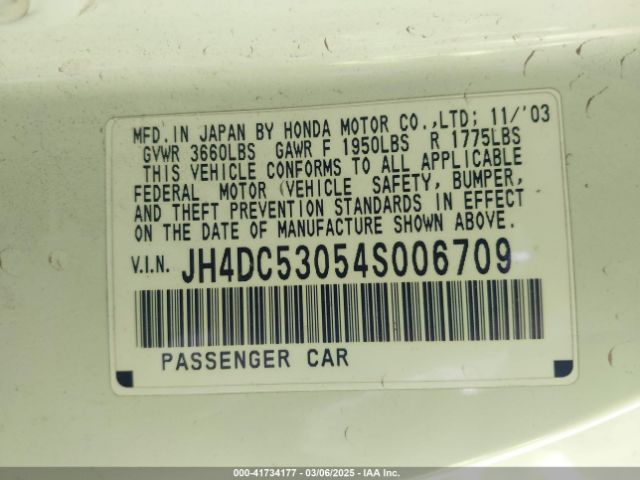 MFD. IN JAPAN BY HONDA MOTOR CO.,LTD; 11/'03
GVWR 3660LBS GAWR F 1950LBS R 1775LBS
THIS VEHICLE CONFORMS TO ALL APPLICABLE
FEDERAL MOTOR (VEHICLE SAFETY, BUMPER,
AND THEFT PREVENTION STANDARDS IN EFFECT
ON THE DATE OF MANUFACTURE SHOWN ABOVE.
V.I.N. JH4DC53054S006709
PASSENGER CAR
000-41734177 - 03/06/2025 - IAA Inc.